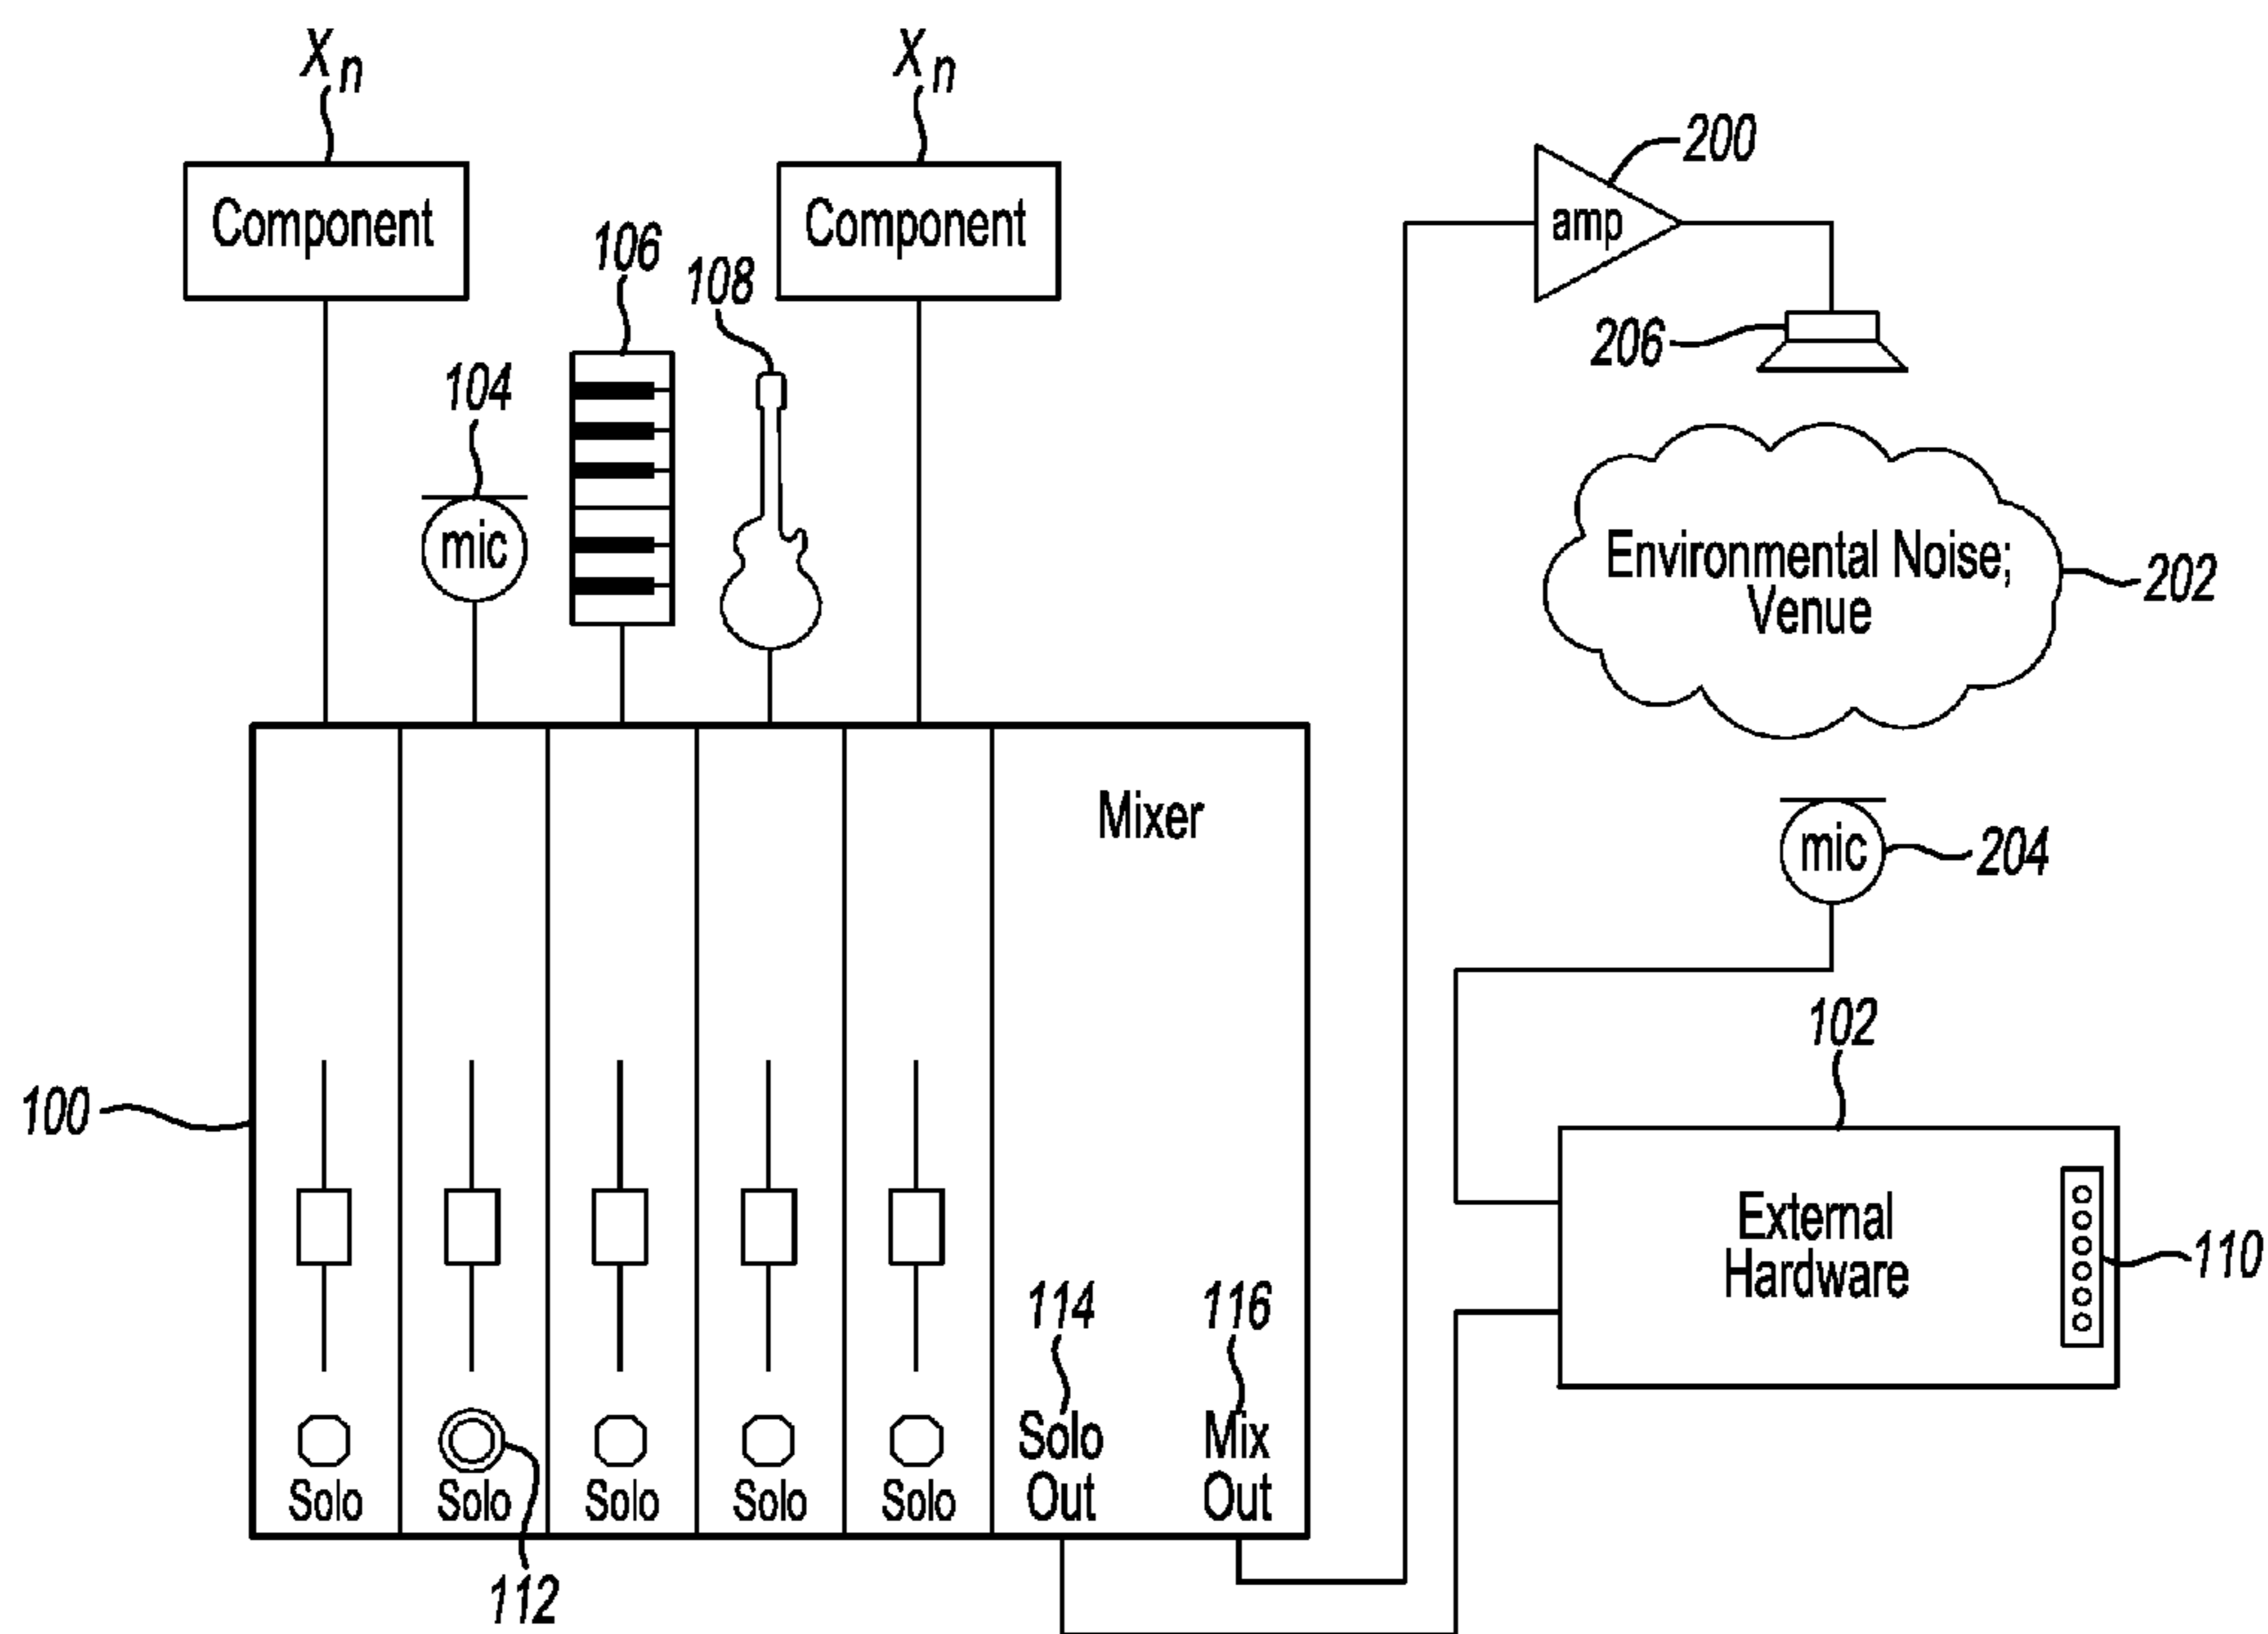 Xn
Xn
200
Component
Component
amp
106
108
206
104
mic
Environmental Noise;
Venue
202
Mixer
mic
204
102
100
External
Hardware
110
114
116
Solo
Out
Mix
Out
Solo
Solo
Solo
Solo
Solo
112